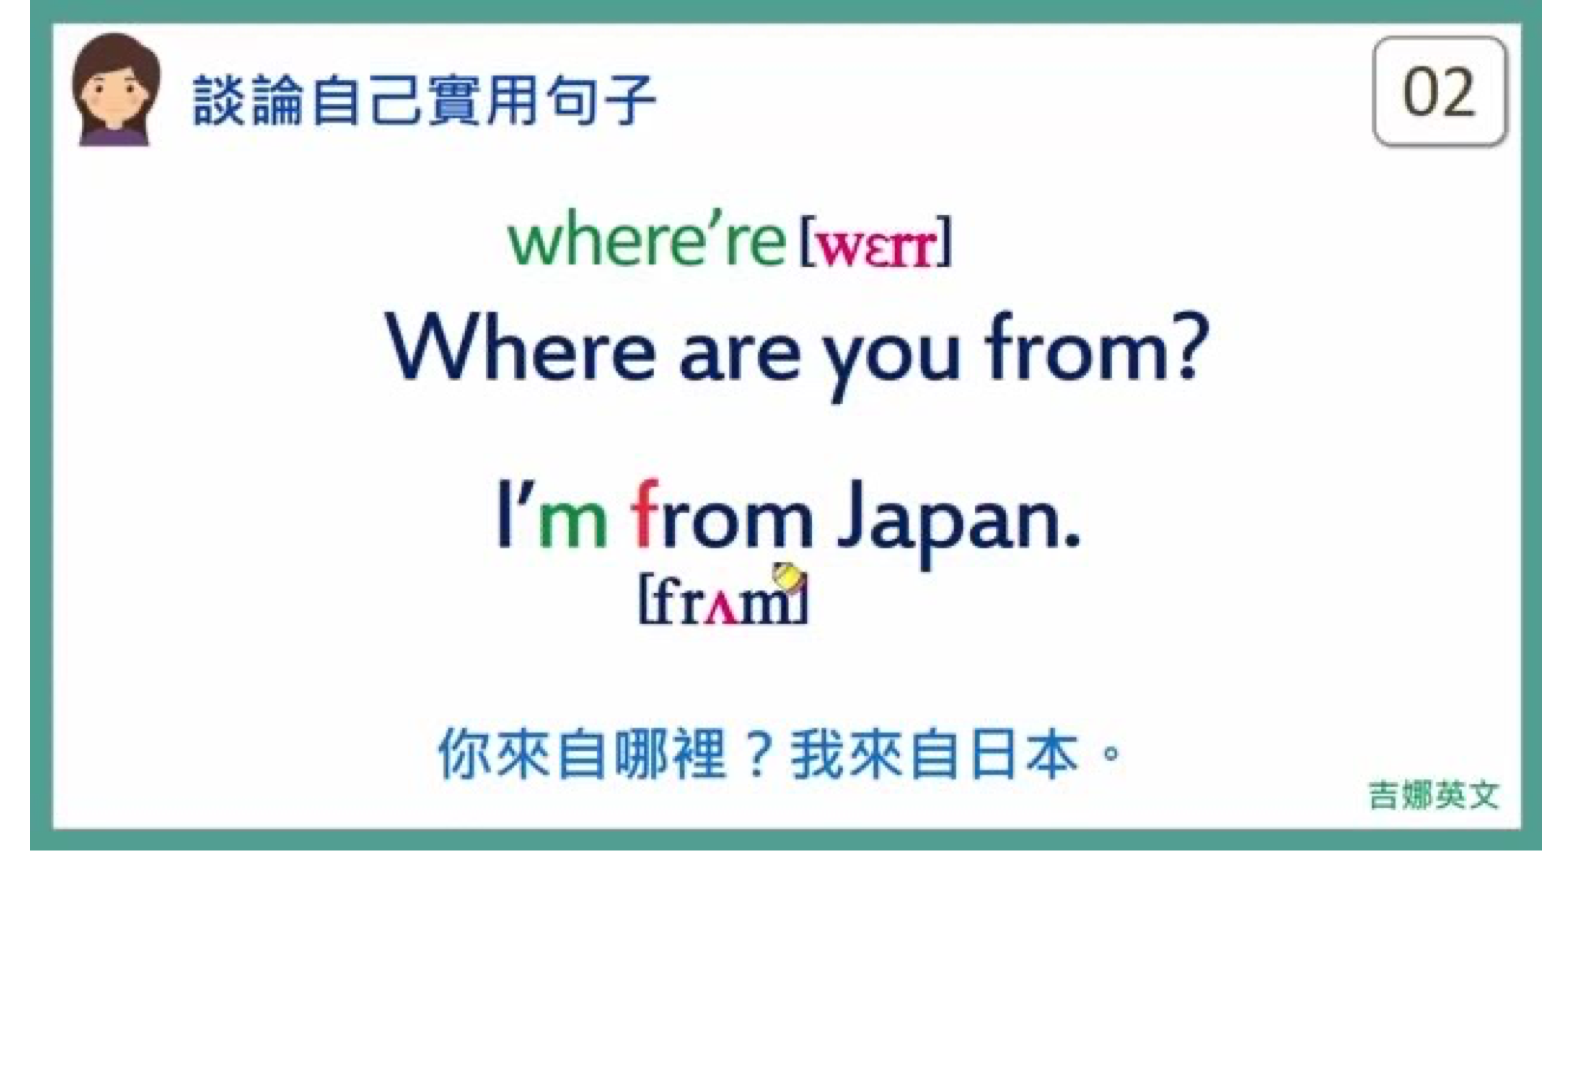 談論自己實用句子
02
where're [wɛrr]
Where are you from?
I'm from Japan.
[frʌm]
你來自哪裡？我來自日本。
吉娜英文